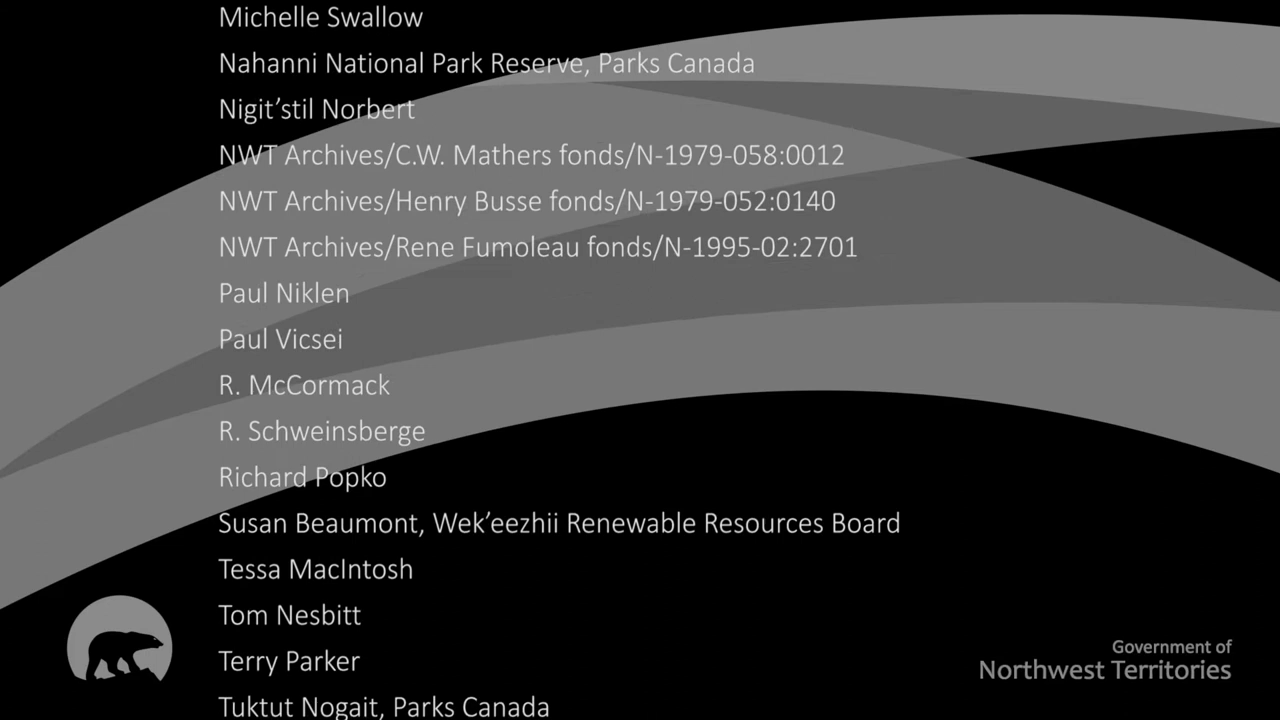 Michelle Swallow
Nahanni National Park Reserve, Parks Canada
Nigit’stil Norbert
NWT Archives/C.W. Mathers fonds/N-1979-058:0012
NWT Archives/Henry Busse fonds/N-1979-052:0140
NWT Archives/Rene Fumoleau fonds/N-1995-02:2701
Paul Niklen
Paul Vicsei
R. McCormack
R. Schweinsberge
Richard Popko
Susan Beaumont, Wek’eezhii Renewable Resources Board
Tessa MacIntosh
Tom Nesbitt
Terry Parker
Tuktut Nogait, Parks Canada
Government of
Northwest Territories